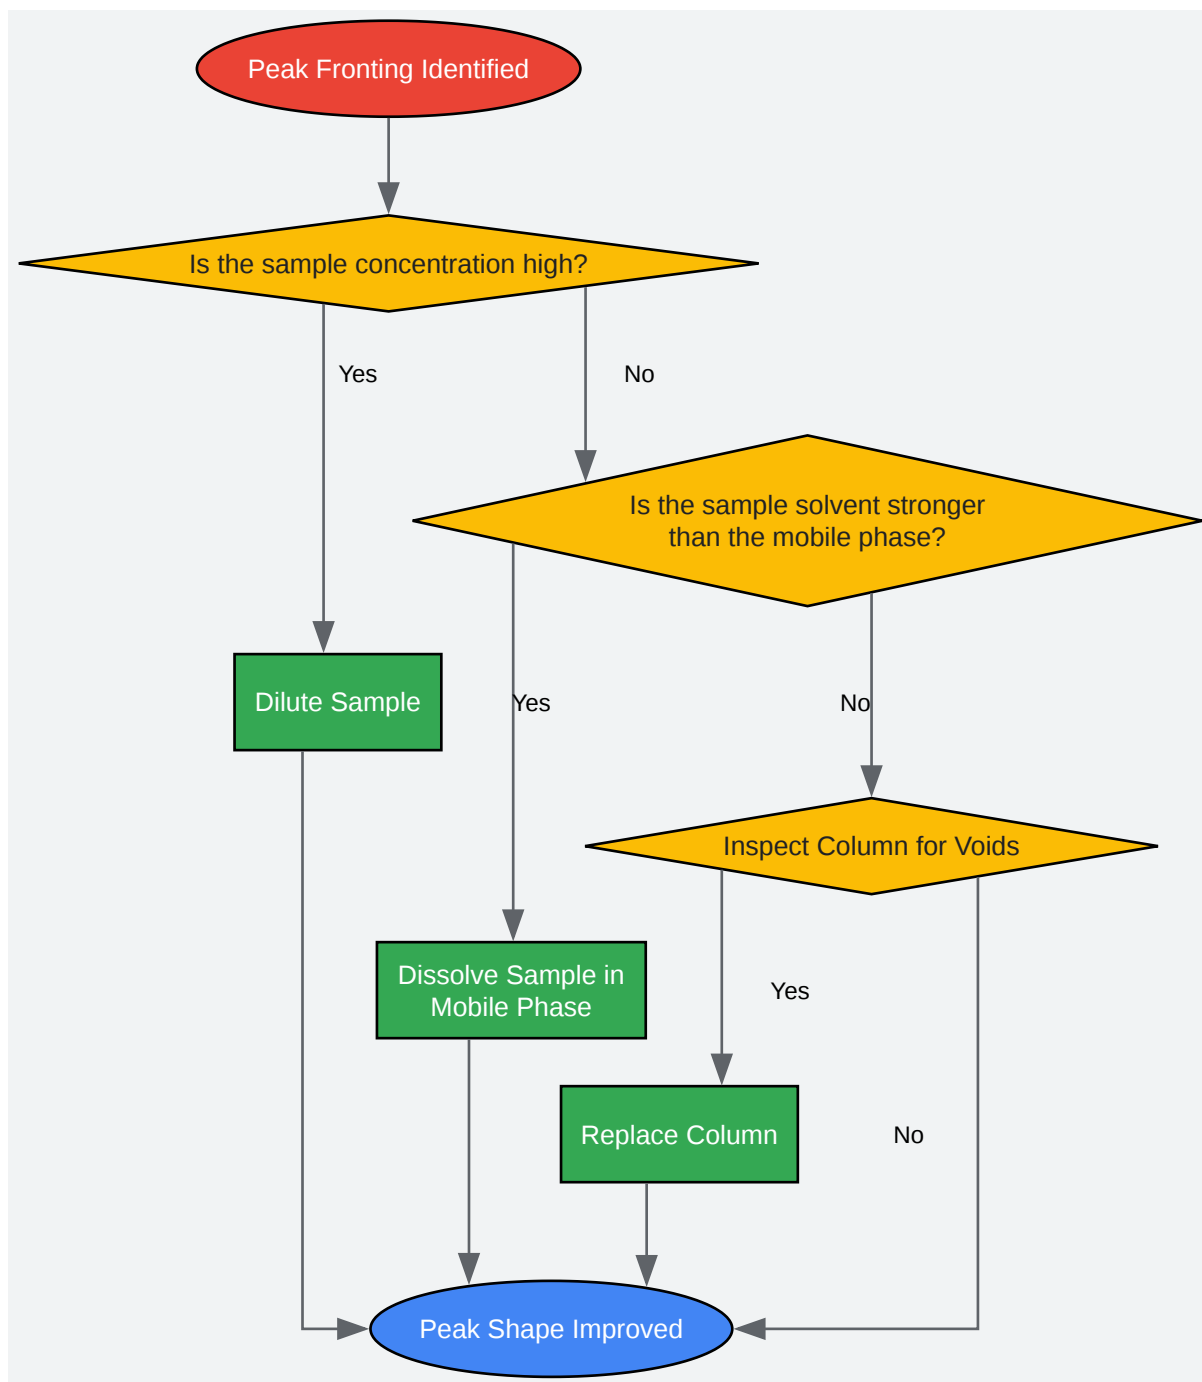 Peak Fronting Identified
Is the sample concentration high?
Yes
No
Is the sample solvent stronger
than the mobile phase?
Dilute Sample
Yes
No
Inspect Column for Voids
Dissolve Sample in
Mobile Phase
Yes
Replace Column
No
Peak Shape Improved